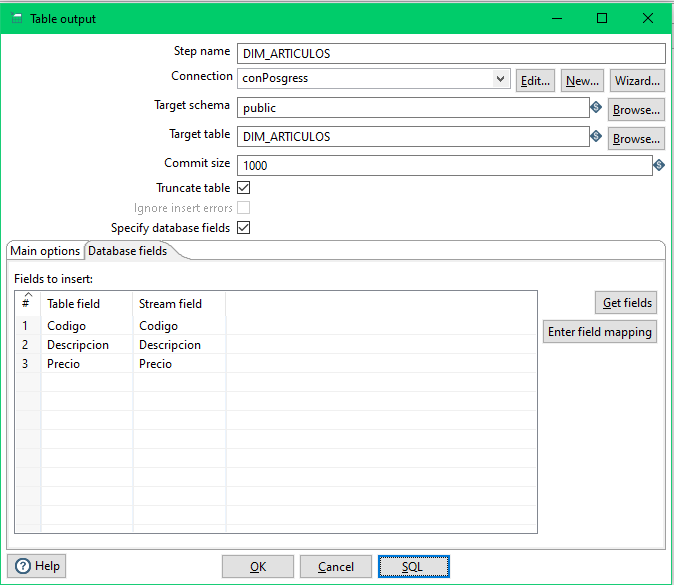 Table output
Step name DIM_ARTICULOS
Connection conPosgress Edit... New... Wizard...
Target schema public Browse...
Target table DIM_ARTICULOS Browse...
Commit size 1000
Truncate table
Ignore insert errors
Specify database fields
Main options Database fields
Fields to insert:
# Table field Stream field Get fields
1 Codigo Codigo Enter field mapping
2 Descripcion Descripcion
3 Precio Precio
Help OK Cancel SQL